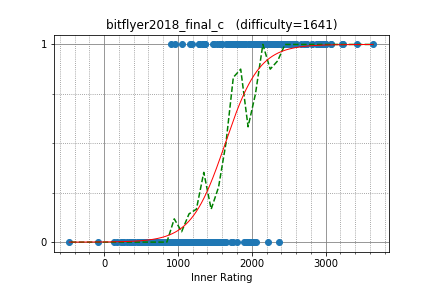 bitflyer2018_final_c (difficulty=1641)
1
0
0 1000 2000 3000
Inner Rating